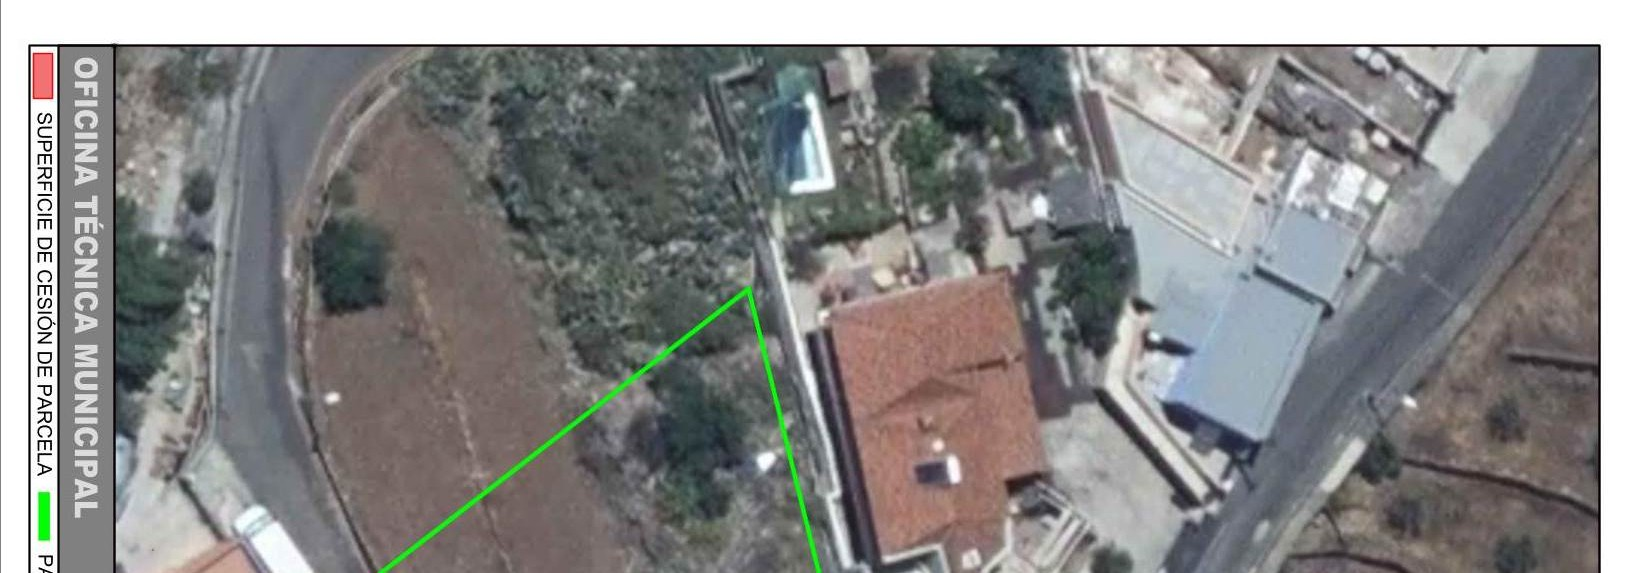 OFICINA TÉCNICA MUNICIPAL
SUPERFICIE DE CESIÓN DE PARCELA